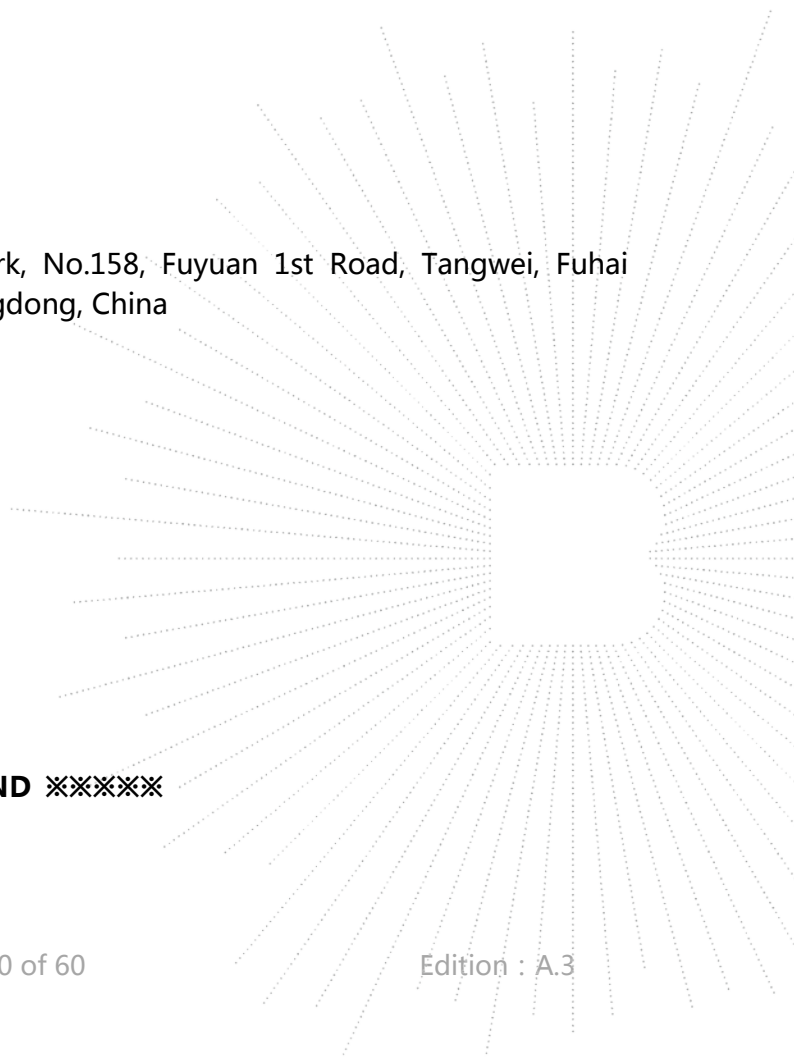 rk, No.158, Fuyuan 1st Road, Tangwei, Fuhai
gdong, China
ND ※※※※※
0 of 60 Edition：A.3